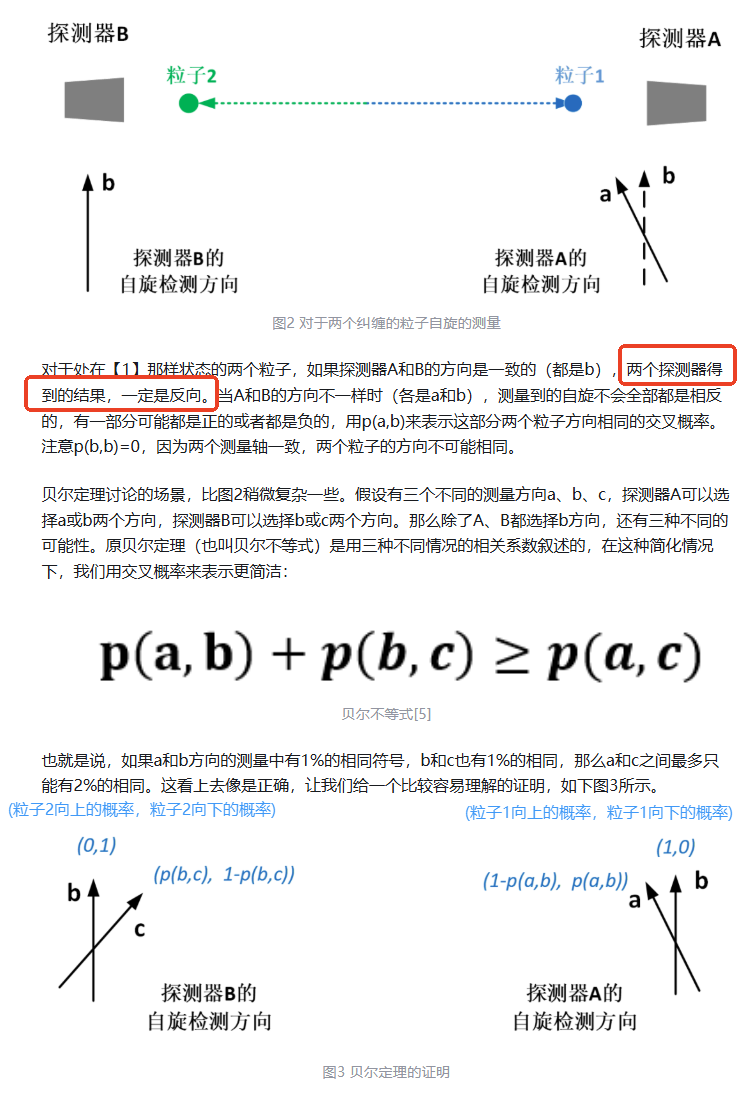 探测器B
探测器A
粒子2
粒子1
b
a
b
探测器B的
自旋检测方向
探测器A的
自旋检测方向
图2 对于两个纠缠的粒子自旋的测量
对于处在【1】那样状态的两个粒子，如果探测器A和B的方向是一致的（都是b），两个探测器得
到的结果，一定是反向。当A和B的方向不一样时（各是a和b），测量到的自旋不会全部都是相反
的，有一部分可能都是正的或者都是负的，用p(a,b)来表示这部分两个粒子方向相同的交叉概率。
注意p(b,b)=0，因为两个测量轴一致，两个粒子的方向不可能相同。
贝尔定理讨论的场景，比图2稍微复杂一些。假设有三个不同的测量方向a、b、c，探测器A可以选
择a或b两个方向，探测器B可以选择b或c两个方向。那么除了A、B都选择b方向，还有三种不同的
可能性。原贝尔定理（也叫贝尔不等式）是用三种不同情况的相关系数叙述的，在这种简化情况
下，我们用交叉概率来表示更简洁：
p(a,b) + p(b,c) ≥ p(a,c)
贝尔不等式[5]
也就是说，如果a和b方向的测量中有1%的相同符号，b和c也有1%的相同，那么a和c之间最多只
能有2%的相同。这看上去像是正确，让我们给一个比较容易理解的证明，如下图3所示。
(粒子2向上的概率，粒子2向下的概率)
(粒子1向上的概率，粒子1向下的概率)
(0,1)
(1,0)
b
(p(b,c), 1-p(b,c))
c
(1-p(a,b), p(a,b))
a
b
探测器B的
自旋检测方向
探测器A的
自旋检测方向
图3 贝尔定理的证明